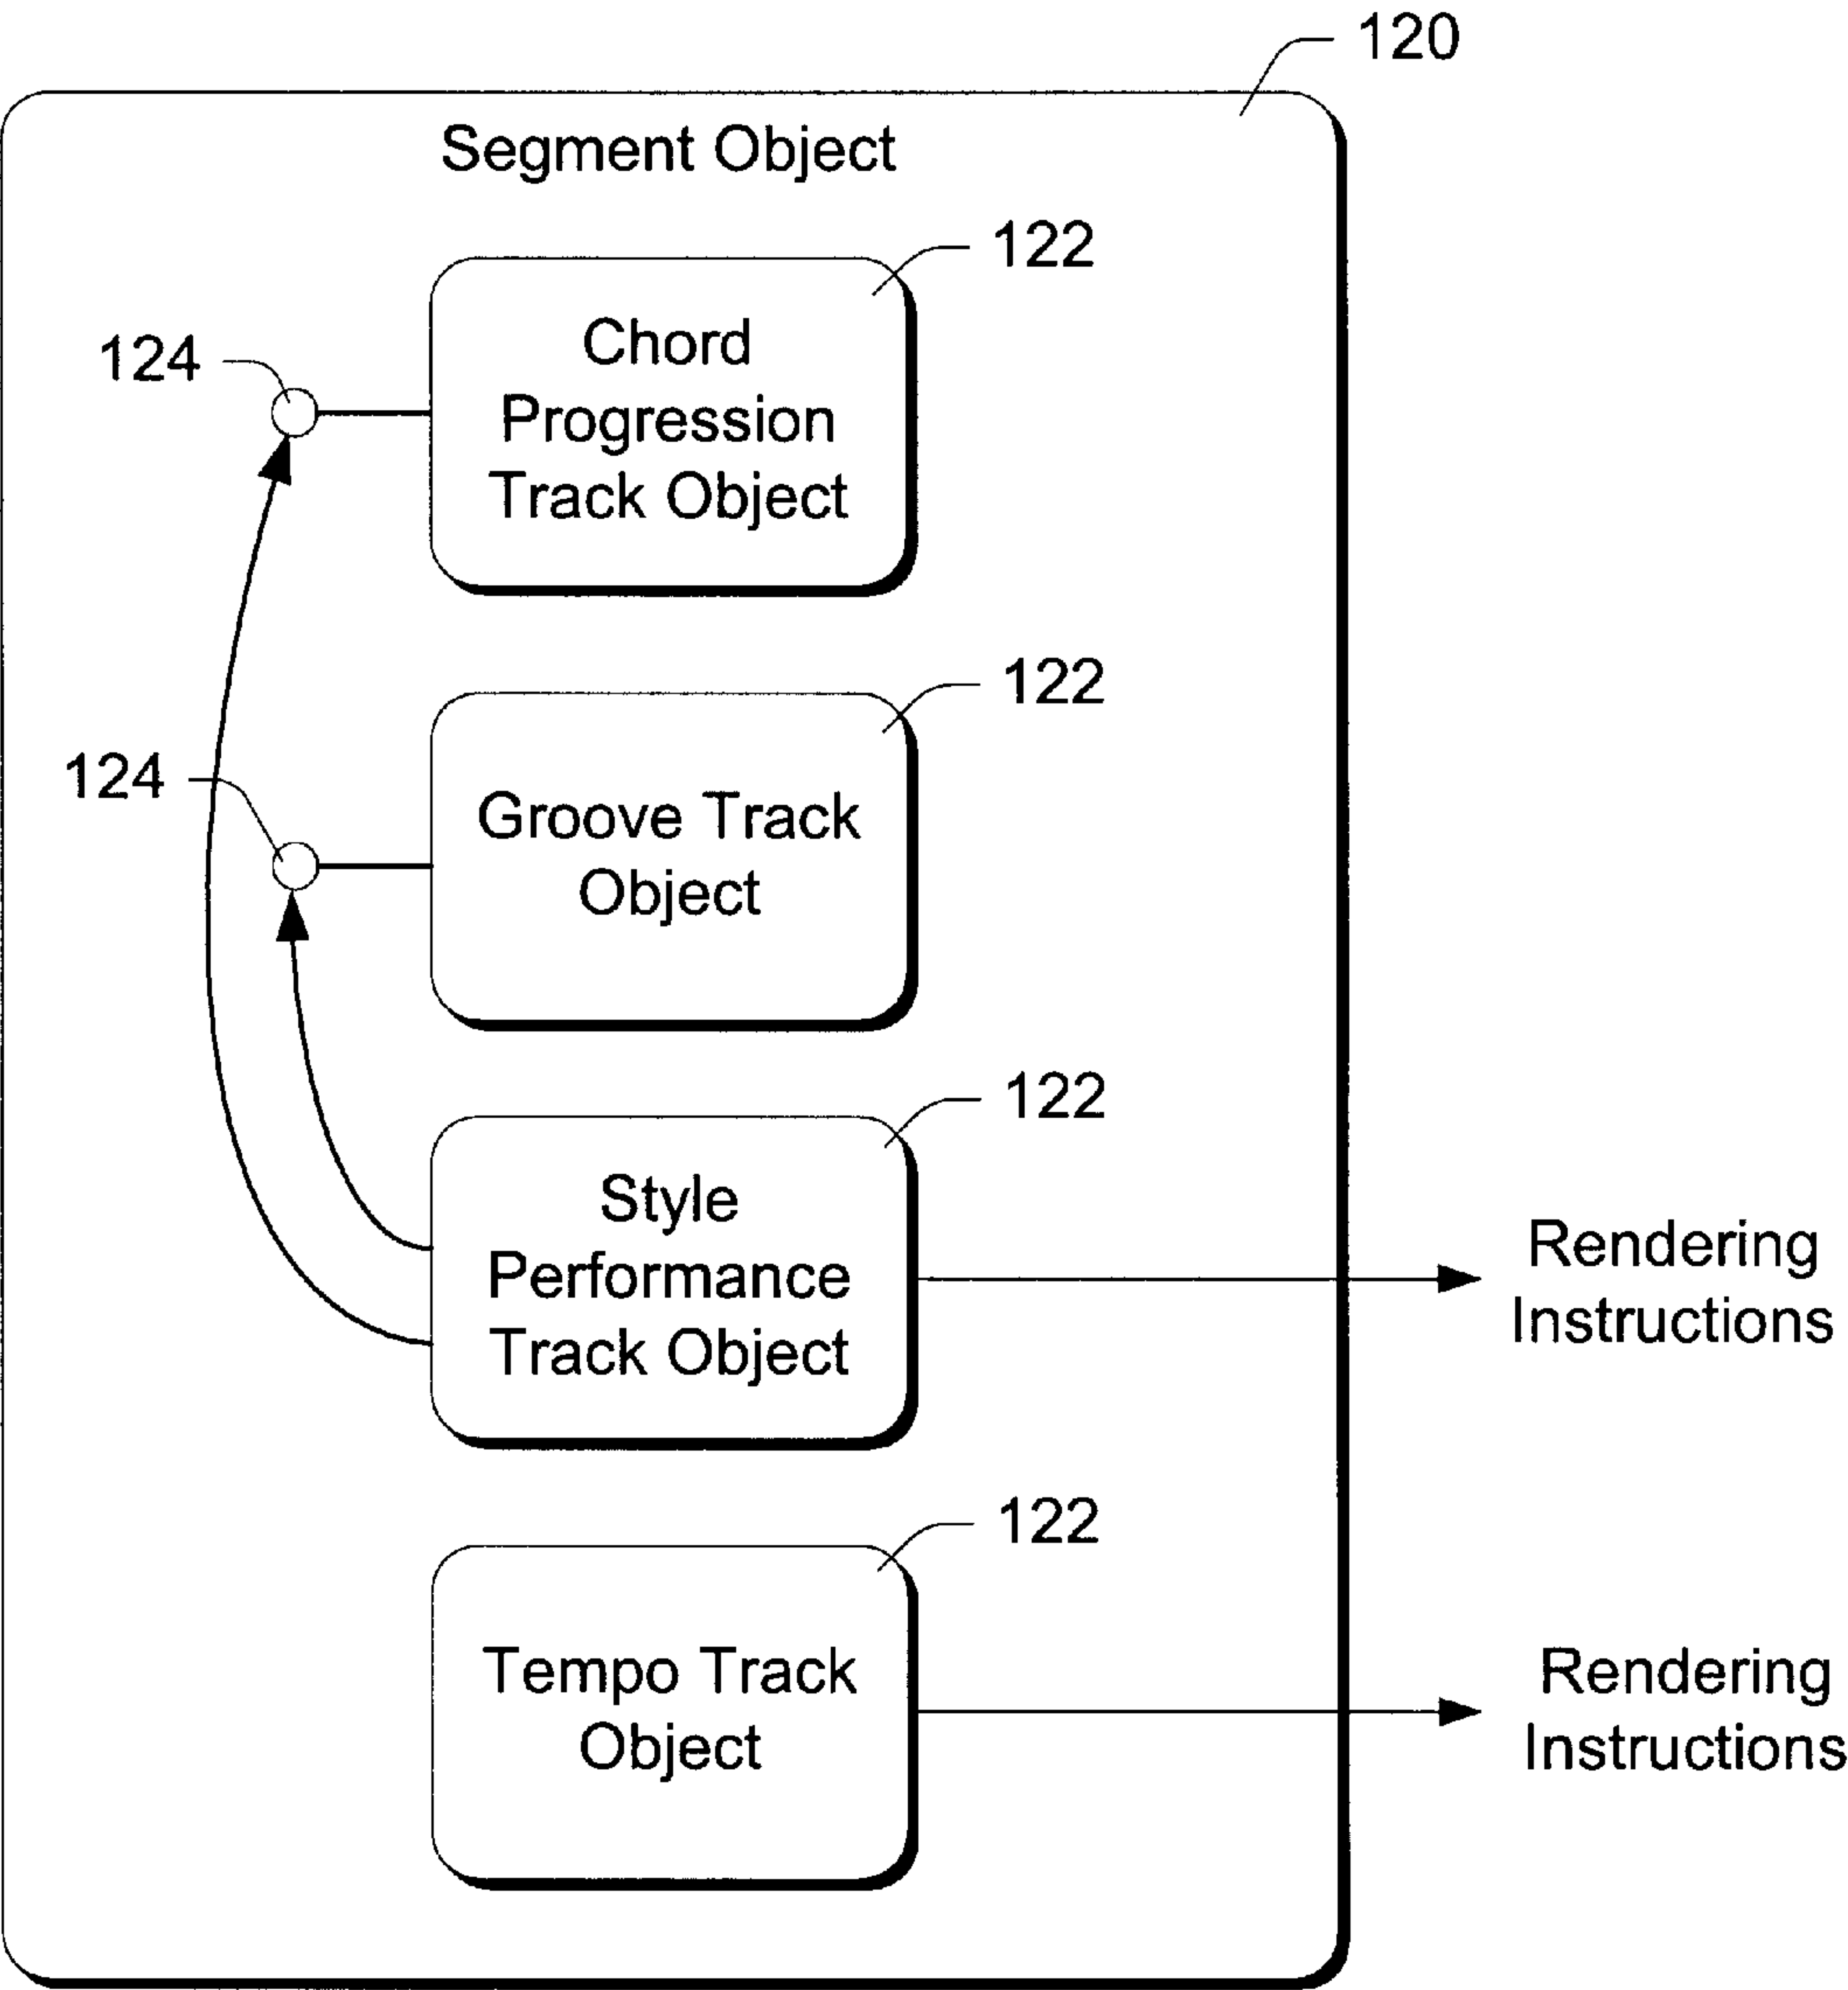 120
Segment Object
122
Chord
Progression
Track Object
124
122
Groove Track
Object
124
122
Style
Performance
Track Object
Rendering
Instructions
122
Tempo Track
Object
Rendering
Instructions